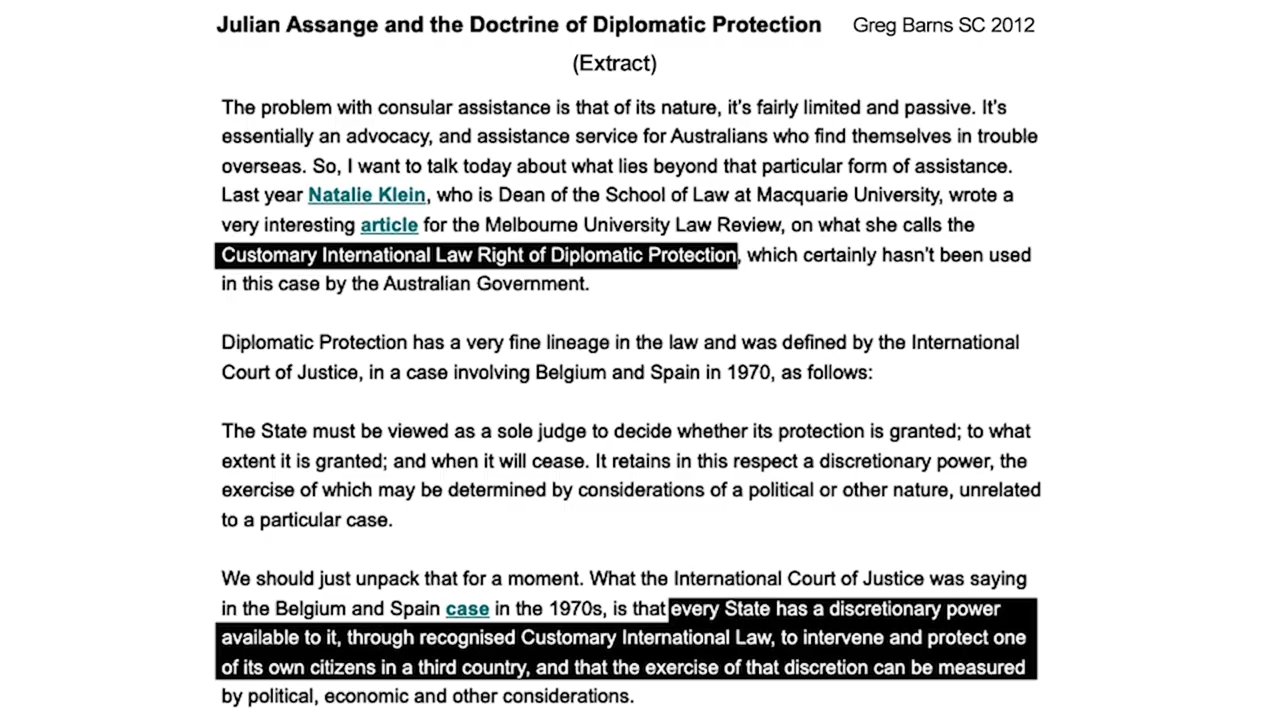 Julian Assange and the Doctrine of Diplomatic Protection Greg Barns SC 2012
(Extract)
The problem with consular assistance is that of its nature, it's fairly limited and passive. It's
essentially an advocacy, and assistance service for Australians who find themselves in trouble
overseas. So, I want to talk today about what lies beyond that particular form of assistance.
Last year Natalie Klein, who is Dean of the School of Law at Macquarie University, wrote a
very interesting article for the Melbourne University Law Review, on what she calls the
Customary International Law Right of Diplomatic Protection, which certainly hasn't been used
in this case by the Australian Government.
Diplomatic Protection has a very fine lineage in the law and was defined by the International
Court of Justice, in a case involving Belgium and Spain in 1970, as follows:
The State must be viewed as a sole judge to decide whether its protection is granted; to what
extent it is granted; and when it will cease. It retains in this respect a discretionary power, the
exercise of which may be determined by considerations of a political or other nature, unrelated
to a particular case.
We should just unpack that for a moment. What the International Court of Justice was saying
in the Belgium and Spain case in the 1970s, is that every State has a discretionary power
available to it, through recognised Customary International Law, to intervene and protect one
of its own citizens in a third country, and that the exercise of that discretion can be measured
by political, economic and other considerations.